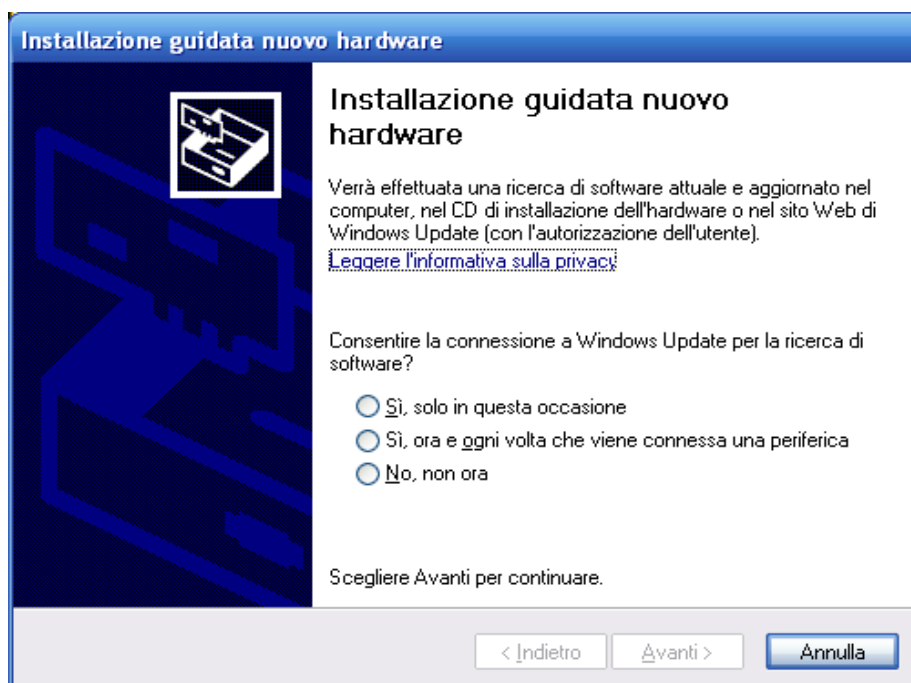 Installazione guidata nuovo hardware
Installazione guidata nuovo
hardware
Verrà effettuata una ricerca di software attuale e aggiornato nel
computer, nel CD di installazione dell'hardware o nel sito Web di
Windows Update (con l'autorizzazione dell'utente).
Leggere l'informativa sulla privacy
Consentire la connessione a Windows Update per la ricerca di
software?
Sì, solo in questa occasione
Sì, ora e ogni volta che viene connessa una periferica
No, non ora
Scegliere Avanti per continuare.
< Indietro Avanti > Annulla